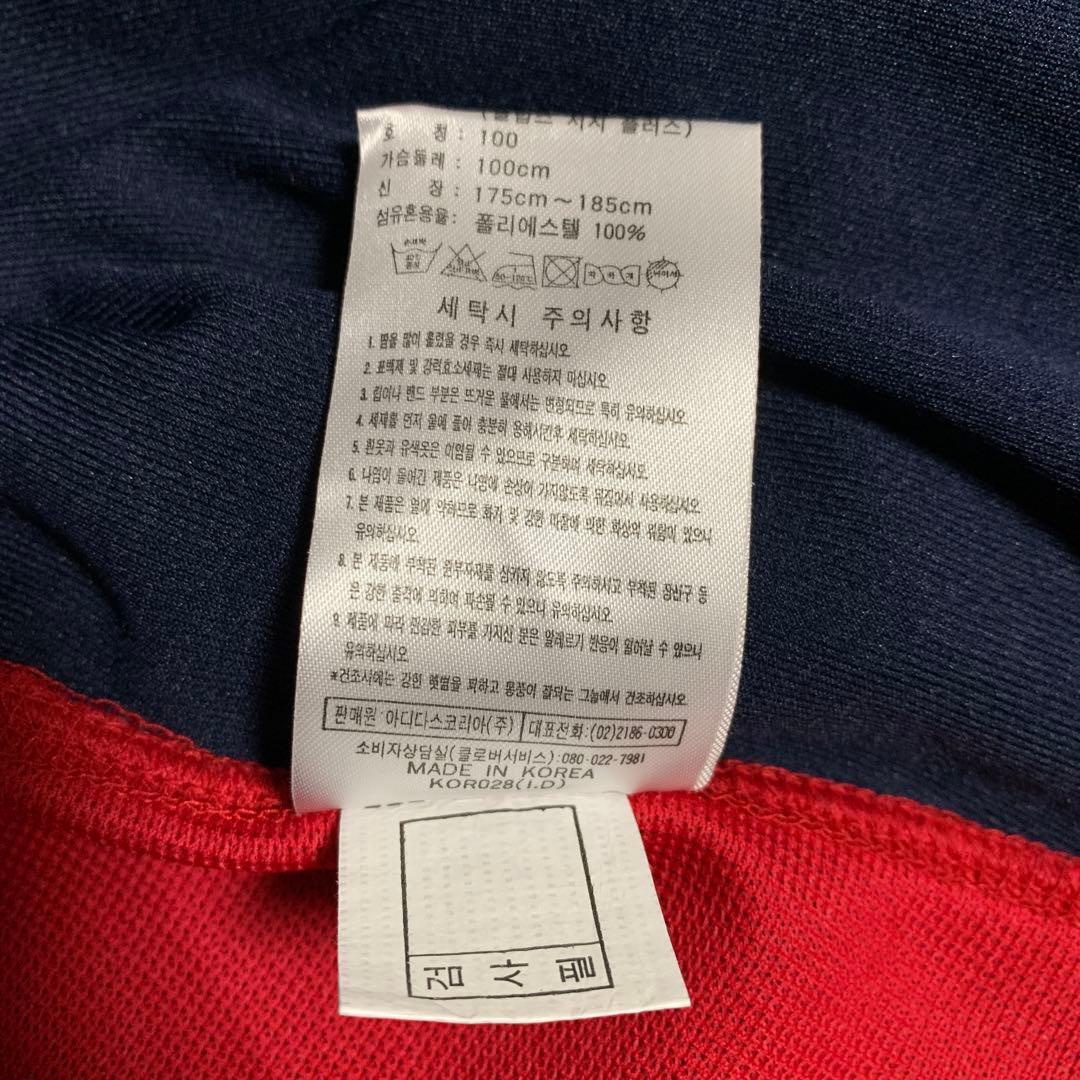 호 칭 : 100
가슴둘레 : 100cm
신 장 : 175cm~185cm
섬유혼용율: 폴리에스텔 100%
세탁시 주의사항
1. 땀을 많이 흘렸을 경우 즉시 세탁하십시오.
2. 표백제 및 강력효소세제는 절대 사용하지 마십시오.
3. 립이나 밴드 부분은 뜨거운 물에서는 변형되므로 특히 유의하십시오.
4. 세제를 먼저 물에 풀어 충분히 용해시킨후 세탁하십시오.
5. 흰옷과 유색옷은 이염될 수 있으므로 구분하여 세탁하십시오.
6. 나염이 들어간 제품은 나염에 손상이 가지않도록 뒤집어서 사용하십시오.
7. 본 제품은 열에 약하므로 화기 및 강한 마찰에 의한 화상의 위험이 있으니
유의하십시오.
8. 본 제품에 부착된 원부자재를 삼키지 않도록 주의하시고 부착된 장신구 등
은 강한 충격에 의하여 파손될 수 있으니 유의하십시오.
9. 제품에 따라 민감한 피부를 가지신 분은 알레르기 반응이 일어날 수 있으니
유의하십시오.
*건조시에는 강한 햇볕을 피하고 통풍이 잘되는 그늘에서 건조하십시오.
판매원:아디다스코리아(주) 대표전화:(02)2186-0300
소비자상담실(클로버서비스):080-022-7981
MADE IN KOREA
KOR028(I.D)
검사필